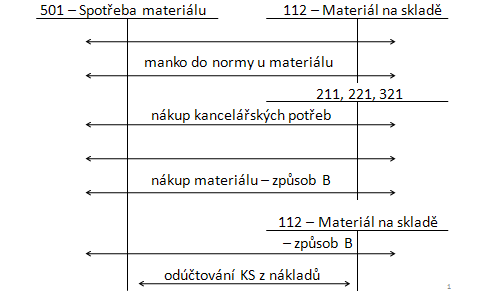 501 – Spotřeba materiálu
112 – Materiál na skladě
manko do normy u materiálu
211, 221, 321
nákup kancelářských potřeb
nákup materiálu – způsob B
112 – Materiál na skladě
– způsob B
odúčtování KS z nákladů
1